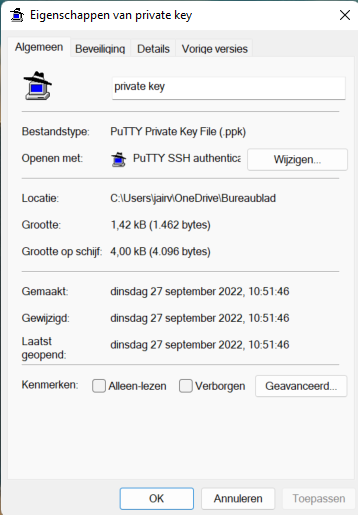 Eigenschappen van private key
Algemeen Beveiliging Details Vorige versies
private key
Bestandstype: PuTTY Private Key File (.ppk)
Openen met: PuTTY SSH authentica Wijzigen...
Locatie: C:\Users\jairv\OneDrive\Bureaublad
Grootte: 1,42 kB (1.462 bytes)
Grootte op schijf: 4,00 kB (4.096 bytes)
Gemaakt: dinsdag 27 september 2022, 10:51:46
Gewijzigd: dinsdag 27 september 2022, 10:51:46
Laatst geopend: dinsdag 27 september 2022, 10:51:46
Kenmerken: Alleen-lezen Verborgen Geavanceerd...
OK Annuleren Toepassen